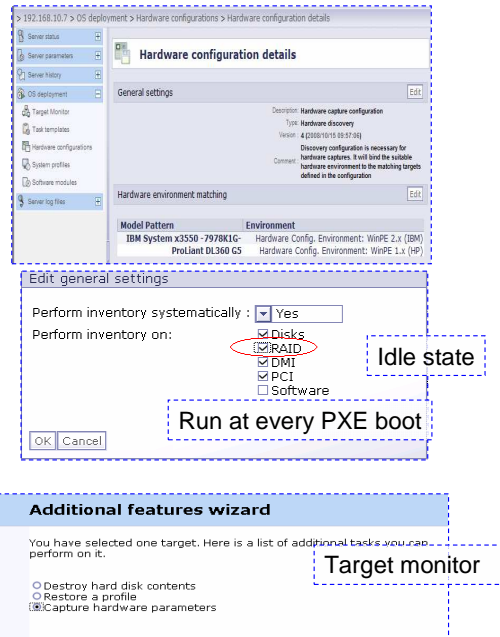 > 192.168.10.7 > OS deployment > Hardware configurations > Hardware configuration details
Server status
Server parameters
Server history
OS deployment
Target Monitor
Task templates
Hardware configurations
System profiles
Software modules
Server log files
Hardware configuration details
General settings
Edit
Description: Hardware capture configuration
Type: Hardware discovery
Version : 4 [2008/10/15 09:57:06]
Comment : Discovery configuration is necessary for
hardware captures. It will bind the suitable
hardware environment to the matching targets
defined in the configuration
Hardware environment matching
Edit
Model Pattern Environment
IBM System x3550 -7978K1G- Hardware Config. Environment: WinPE 2.x (IBM)
ProLiant DL360 G5 Hardware Config. Environment: WinPE 1.x (HP)
Edit general settings
Perform inventory systematically : Yes
Perform inventory on: Disks
RAID
DMI
PCI
Software
Idle state
Run at every PXE boot
OK Cancel
Additional features wizard
You have selected one target. Here is a list of additional tasks you can
perform on it.
Target monitor
Destroy hard disk contents
Restore a profile
Capture hardware parameters